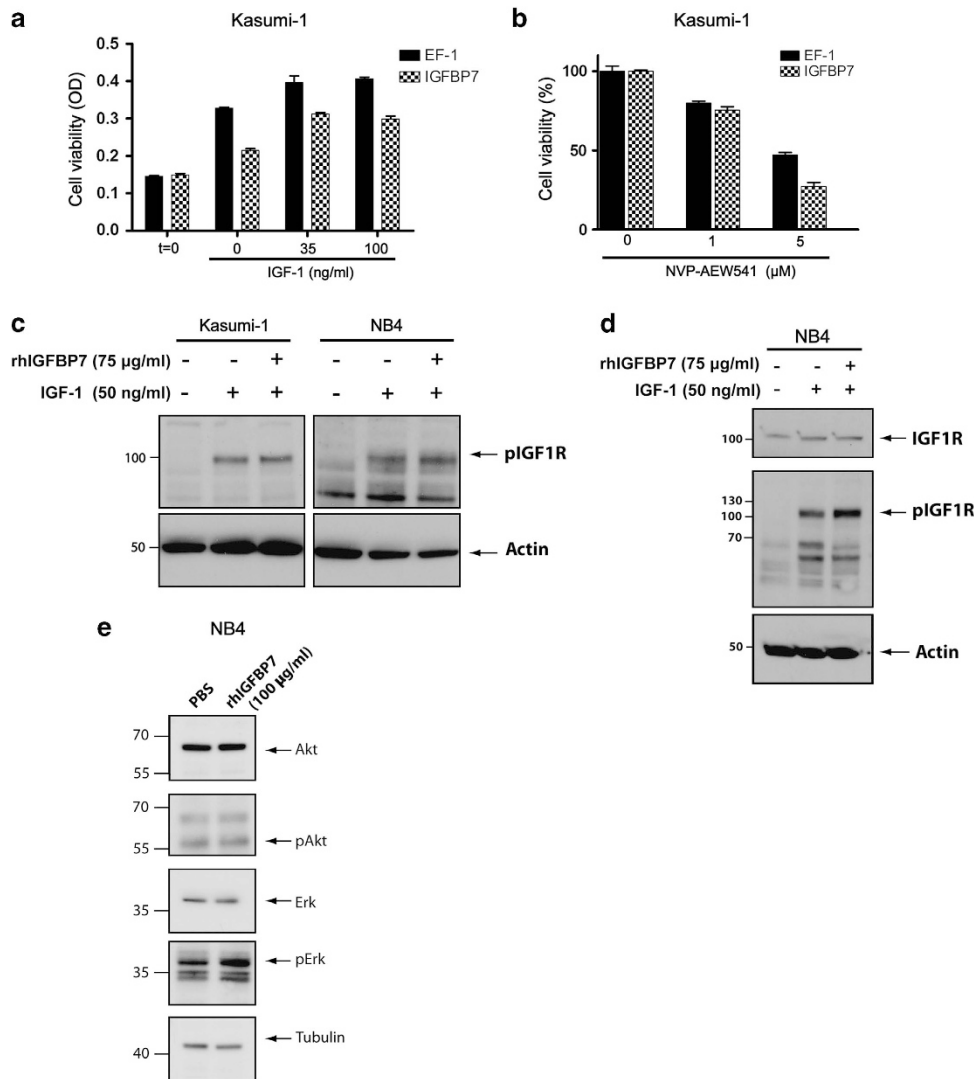 a
Kasumi-1
EF-1
IGFBP7
Cell viability (OD)
0.5
0.4
0.3
0.2
0.1
0.0
t=0 0 35 100
IGF-1 (ng/ml)
b
Kasumi-1
EF-1
IGFBP7
Cell viability (%)
100
50
0
0 1 5
NVP-AEW541 (µM)
c
Kasumi-1 NB4
rhIGFBP7 (75 µg/ml) - - + - - +
IGF-1 (50 ng/ml) - + + - + +
100
pIGF1R
50
Actin
d
NB4
rhIGFBP7 (75 µg/ml) - - +
IGF-1 (50 ng/ml) - + +
100
IGF1R
130
100
70
pIGF1R
50
Actin
e
NB4
PBS
rhIGFBP7
(100 µg/ml)
70
55
Akt
70
55
pAkt
35
Erk
35
pErk
40
Tubulin